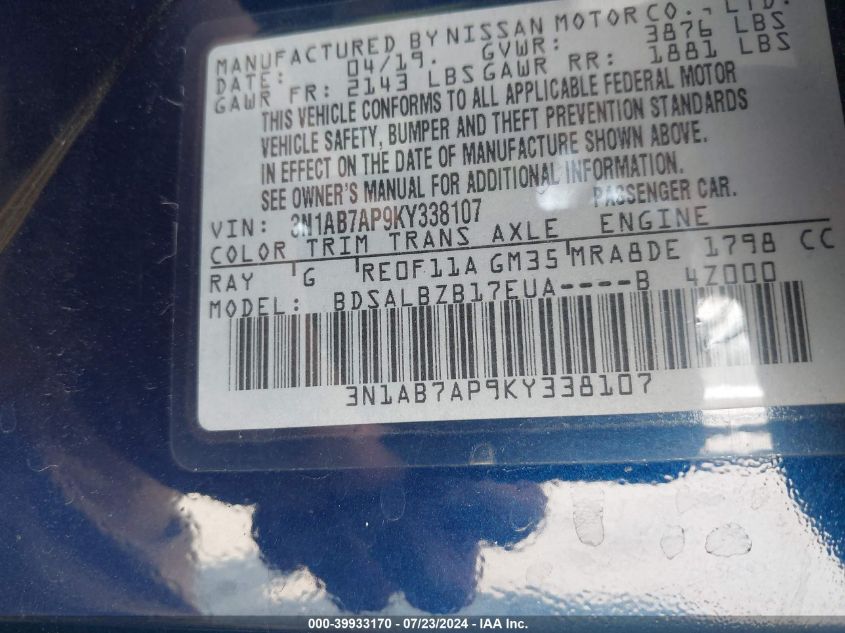 MANUFACTURED BY NISSAN MOTOR CO., LTD.
DATE: 04/19. GVWR: 3876 LBS
GAWR FR: 2143 LBS GAWR RR: 1881 LBS
THIS VEHICLE CONFORMS TO ALL APPLICABLE FEDERAL MOTOR
VEHICLE SAFETY, BUMPER AND THEFT PREVENTION STANDARDS
IN EFFECT ON THE DATE OF MANUFACTURE SHOWN ABOVE.
SEE OWNER'S MANUAL FOR ADDITIONAL INFORMATION.
VIN: 3N1AB7AP9KY338107 PASSENGER CAR.
COLOR TRIM TRANS AXLE ENGINE
RAY G RE0F11A GM35 MRA8DE 1798 CC
MODEL: BDSALBZB17EUA----B 4Z000
3N1AB7AP9KY338107
000-39933170 - 07/23/2024 - IAAI.com